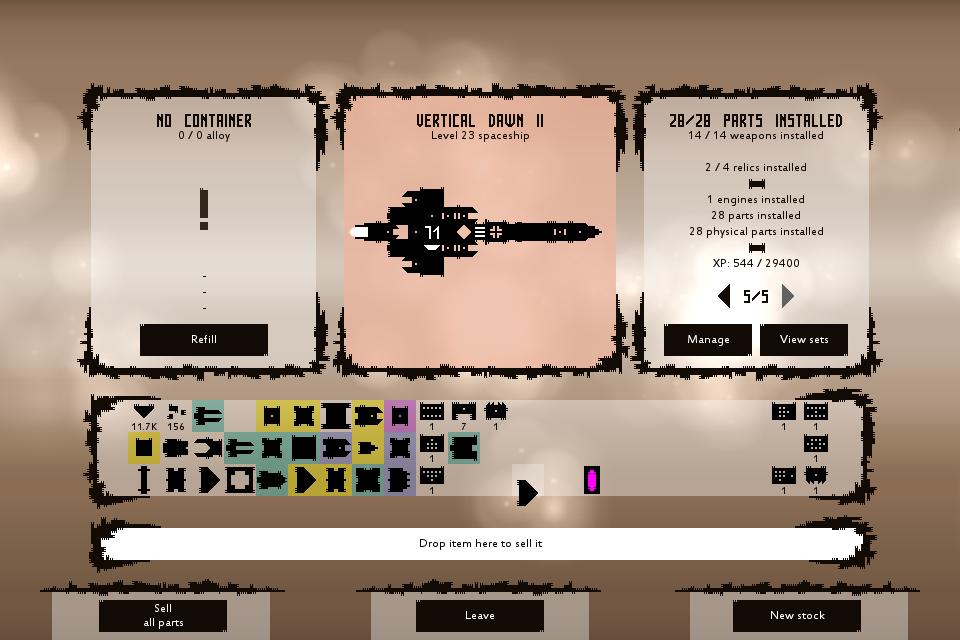 NO CONTAINER
0 / 0 alloy
Refill
VERTICAL DAWN II
Level 23 spaceship
28/28 PARTS INSTALLED
14 / 14 weapons installed
2 / 4 relics installed
1 engines installed
28 parts installed
28 physical parts installed
XP: 544 / 29400
5/5
Manage
View sets
11.7K
156
1
7
1
1
1
1
1
1
1
1
Drop item here to sell it
Sell
all parts
Leave
New stock